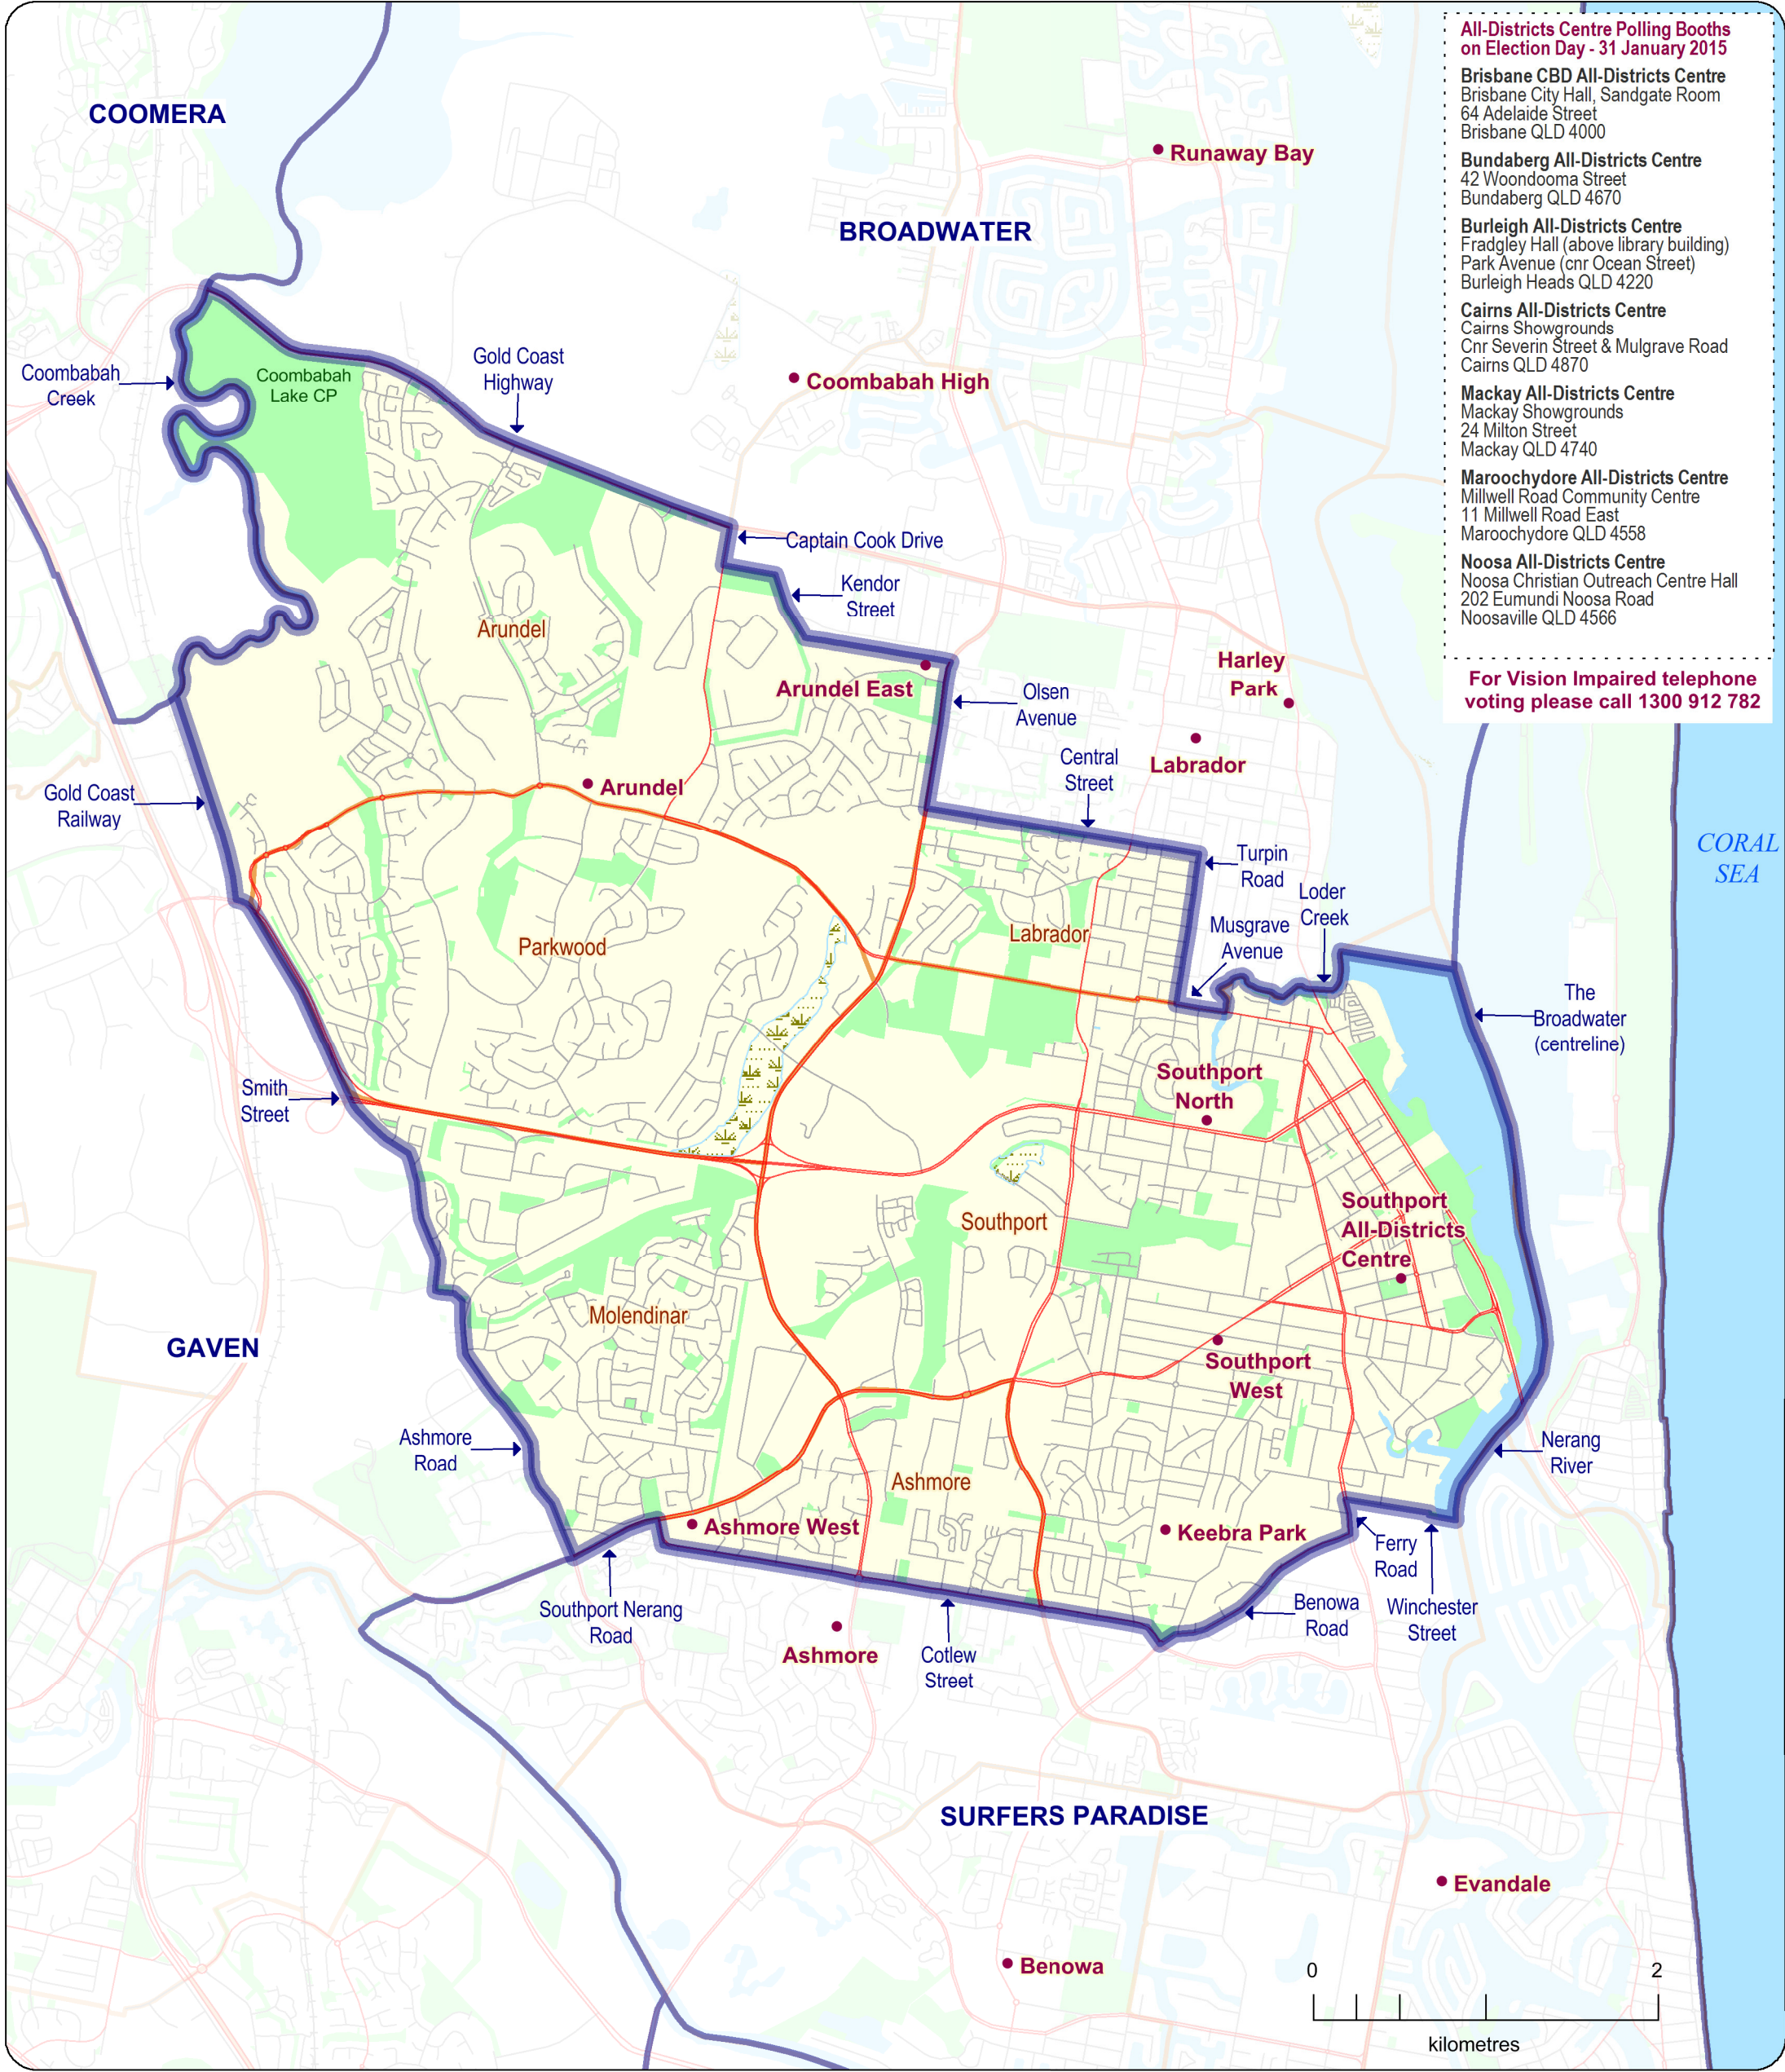 All-Districts Centre Polling Booths
on Election Day - 31 January 2015
Brisbane CBD All-Districts Centre
Brisbane City Hall, Sandgate Room
64 Adelaide Street
Brisbane QLD 4000
Bundaberg All-Districts Centre
42 Woondooma Street
Bundaberg QLD 4670
Burleigh All-Districts Centre
Fradgley Hall (above library building)
Park Avenue (cnr Ocean Street)
Burleigh Heads QLD 4220
Cairns All-Districts Centre
Cairns Showgrounds
Cnr Severin Street & Mulgrave Road
Cairns QLD 4870
Mackay All-Districts Centre
Mackay Showgrounds
24 Milton Street
Mackay QLD 4740
Maroochydore All-Districts Centre
Millwell Road Community Centre
11 Millwell Road East
Maroochydore QLD 4558
Noosa All-Districts Centre
Noosa Christian Outreach Centre Hall
202 Eumundi Noosa Road
Noosaville QLD 4566
For Vision Impaired telephone
voting please call 1300 912 782
COOMERA
Runaway Bay
BROADWATER
Gold Coast
Highway
Coombabah
Creek
Coombabah
Lake CP
Coombabah High
Captain Cook Drive
Kendor
Street
Arundel
Harley
Park
Arundel East
Olsen
Avenue
Labrador
Central
Street
Arundel
Gold Coast
Railway
CORAL
SEA
Turpin
Road
Loder
Creek
Musgrave
Avenue
Labrador
Parkwood
The
Broadwater
(centreline)
Southport
North
Smith
Street
Southport
All-Districts
Centre
Southport
Molendinar
GAVEN
Southport
West
Ashmore
Road
Nerang
River
Ashmore
Ashmore West
Keebra Park
Ferry
Road
Southport Nerang
Road
Benowa
Road
Winchester
Street
Ashmore
Cotlew
Street
SURFERS PARADISE
Evandale
Benowa
0 2
kilometres